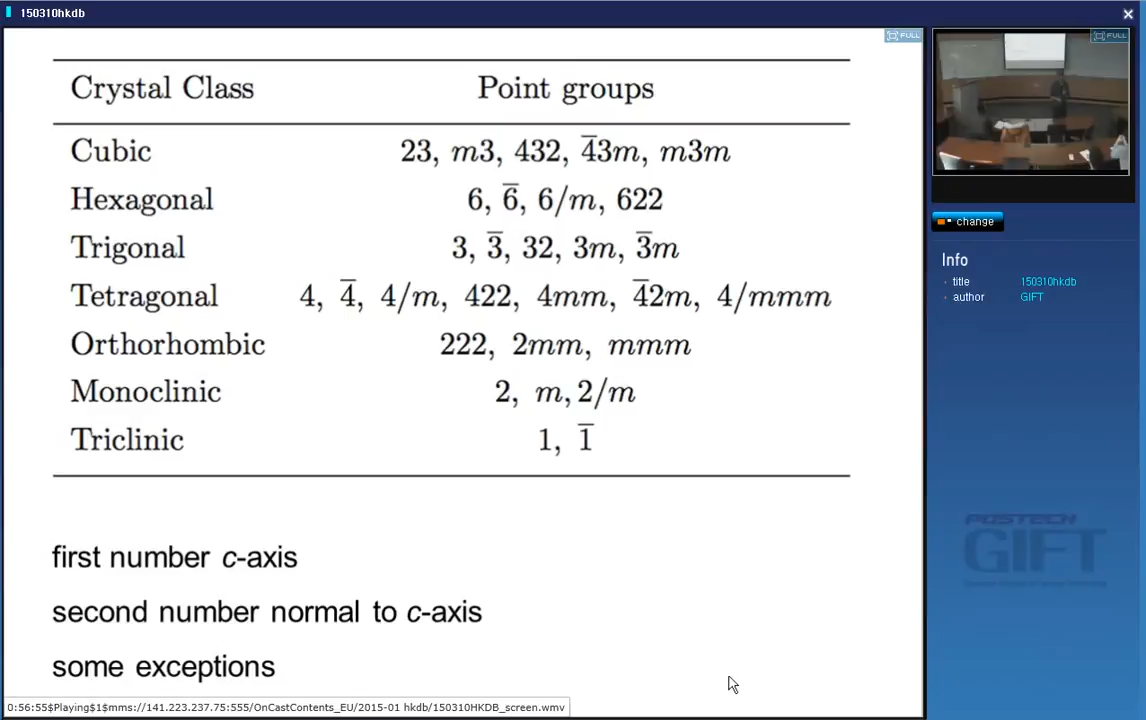 150310hkdb
FULL
FULL
Crystal Class Point groups
Cubic 23, m3, 432, 4̅3m, m3m
Hexagonal 6, 6̅, 6/m, 622
Trigonal 3, 3̅, 32, 3m, 3̅m
Tetragonal 4, 4̅, 4/m, 422, 4mm, 4̅2m, 4/mmm
Orthorhombic 222, 2mm, mmm
Monoclinic 2, m, 2/m
Triclinic 1, 1̅
first number c-axis
second number normal to c-axis
some exceptions
change
Info
title 150310hkdb
author GIFT
POSTECH
GIFT
0:56:55$Playing$1$mms://141.223.237.75:555/OnCastContents_EU/2015-01 hkdb/150310HKDB_screen.wmv